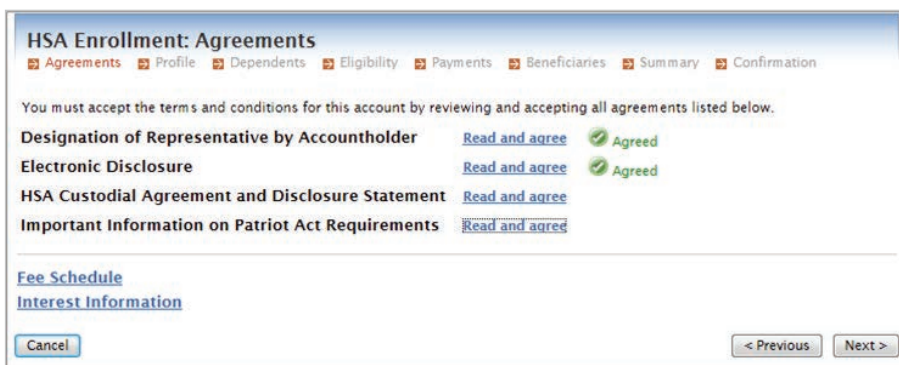 HSA Enrollment: Agreements
Agreements Profile Dependents Eligibility Payments Beneficiaries Summary Confirmation
You must accept the terms and conditions for this account by reviewing and accepting all agreements listed below.
Designation of Representative by Accountholder Read and agree Agreed
Electronic Disclosure Read and agree Agreed
HSA Custodial Agreement and Disclosure Statement Read and agree
Important Information on Patriot Act Requirements Read and agree
Fee Schedule
Interest Information
Cancel < Previous Next >